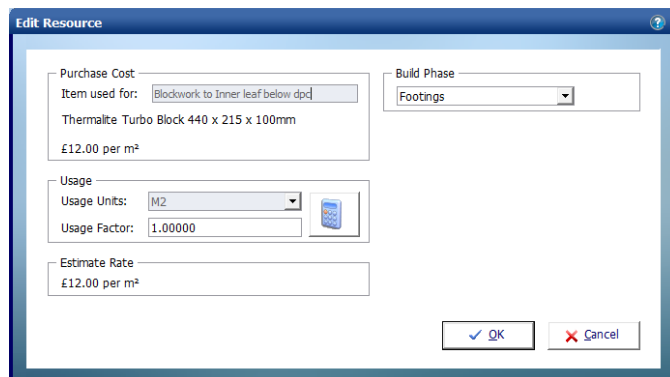 Edit Resource
Purchase Cost
Item used for: Blockwork to Inner leaf below dpc
Thermalite Turbo Block 440 x 215 x 100mm
£12.00 per m²
Build Phase
Footings
Usage
Usage Units: M2
Usage Factor: 1.00000
Estimate Rate
£12.00 per m²
OK
Cancel